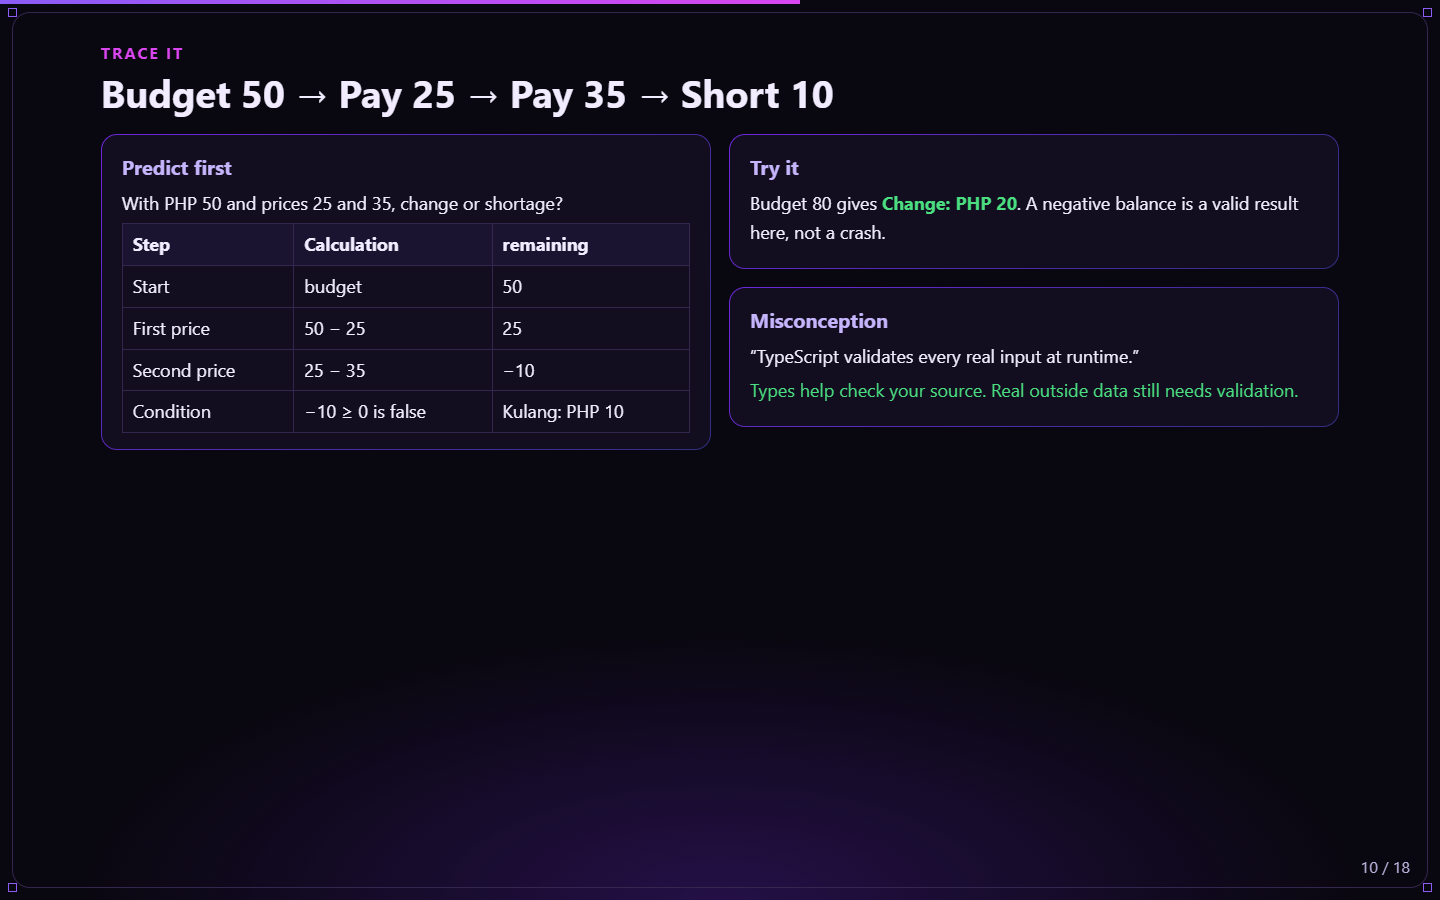 TRACE IT
Budget 50 → Pay 25 → Pay 35 → Short 10
Predict first
With PHP 50 and prices 25 and 35, change or shortage?
Step Calculation remaining
Start budget 50
First price 50 − 25 25
Second price 25 − 35 −10
Condition −10 ≥ 0 is false Kulang: PHP 10
Try it
Budget 80 gives Change: PHP 20. A negative balance is a valid result
here, not a crash.
Misconception
“TypeScript validates every real input at runtime.”
Types help check your source. Real outside data still needs validation.
10 / 18